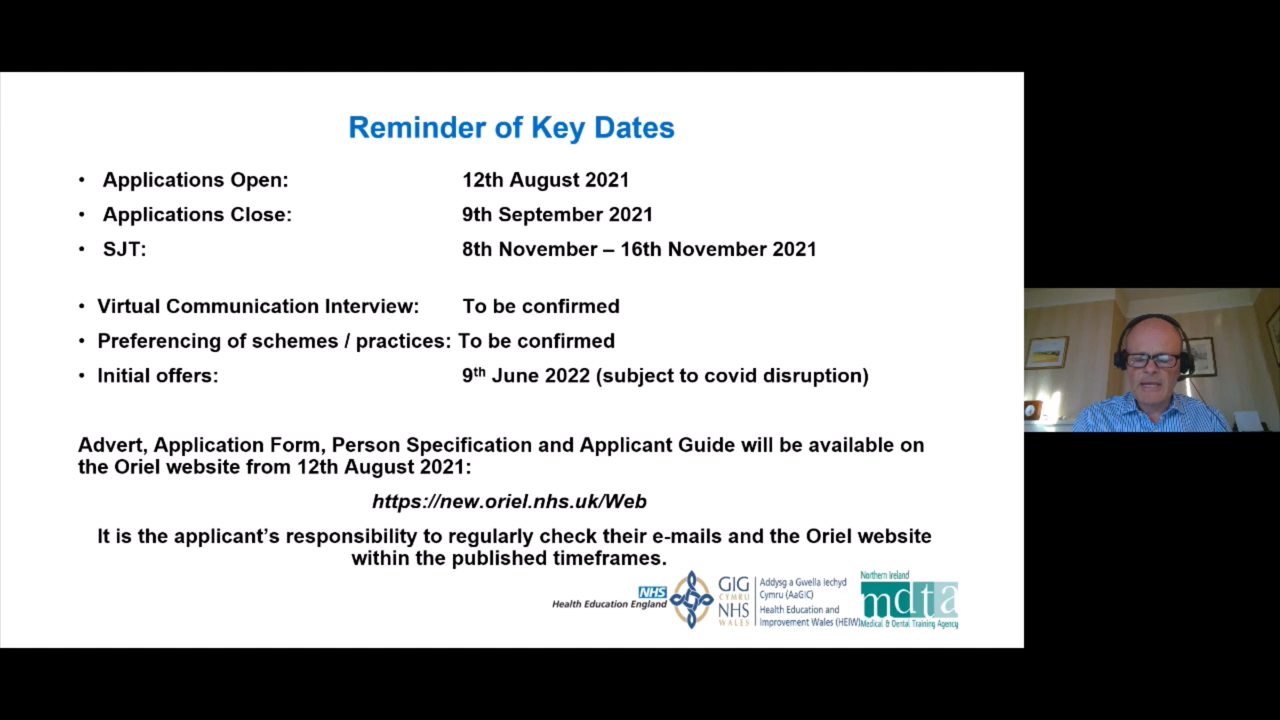 Reminder of Key Dates
• Applications Open: 12th August 2021
• Applications Close: 9th September 2021
• SJT: 8th November – 16th November 2021
• Virtual Communication Interview: To be confirmed
• Preferencing of schemes / practices: To be confirmed
• Initial offers: 9th June 2022 (subject to covid disruption)
Advert, Application Form, Person Specification and Applicant Guide will be available on
the Oriel website from 12th August 2021:
https://new.oriel.nhs.uk/Web
It is the applicant's responsibility to regularly check their e-mails and the Oriel website
within the published timeframes.
NHS
Health Education England
GIG
CYMRU
NHS
WALES
Addysg a Gwella Iechyd
Cymru (AaGIC)
Health Education and
Improvement Wales (HEIW)
Northern Ireland
mdta
Medical & Dental Training Agency